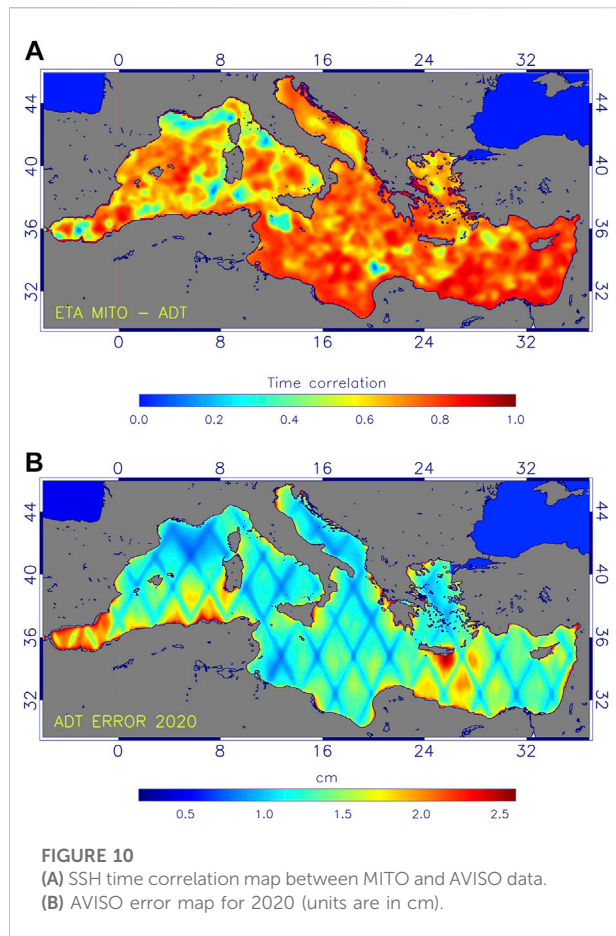 A
0 8 16 24 32
44 44
40 40
36 36
32 32
ETA MITO – ADT
0 8 16 24 32
Time correlation
0.0 0.2 0.4 0.6 0.8 1.0
B
0 8 16 24 32
44 44
40 40
36 36
32 32
ADT ERROR 2020
0 8 16 24 32
cm
0.5 1.0 1.5 2.0 2.5
FIGURE 10
(A) SSH time correlation map between MITO and AVISO data.
(B) AVISO error map for 2020 (units are in cm).